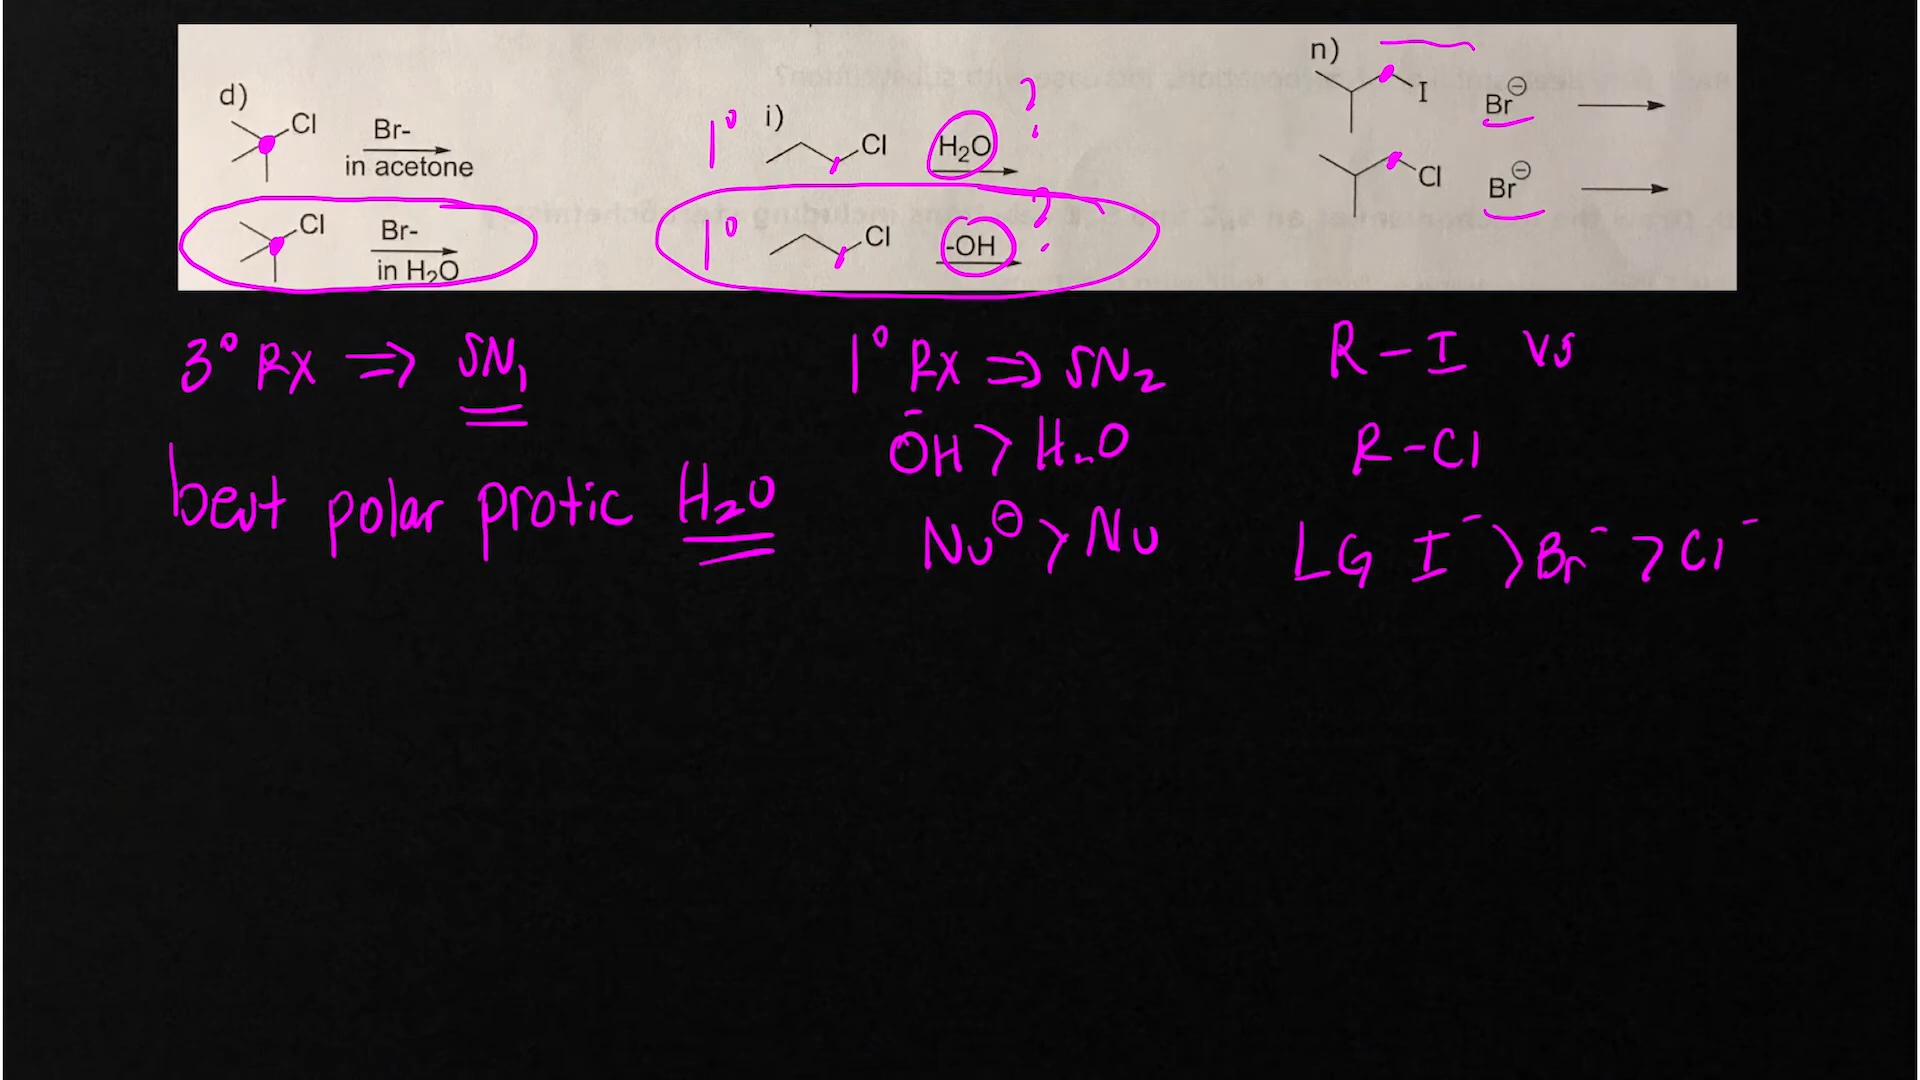 d)
Cl
Br-
in acetone
Cl
Br-
in H₂O
1° i)
Cl
H₂O
?
1°
Cl
-OH
?
n)
I
Br⊖
Cl
Br⊖
3° RX ⇒ SN₁
best polar protic H₂O
1° RX ⇒ SN₂
⁻OH > H₂O
Nu⊖ > Nu
R-I vs
R-Cl
LG I⁻ > Br⁻ > Cl⁻